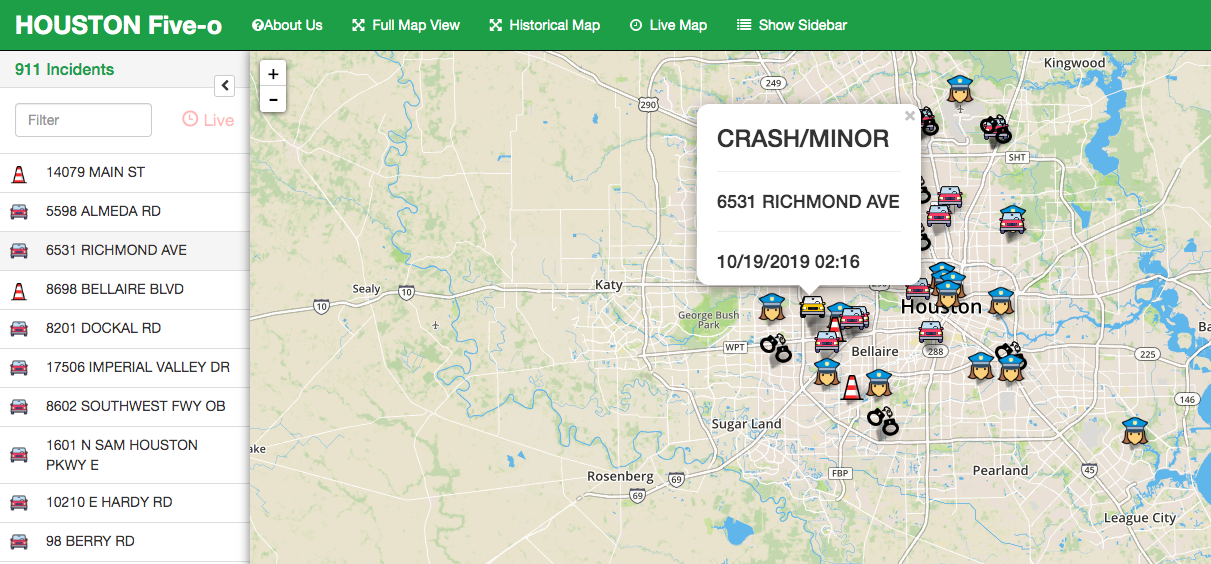 HOUSTON Five-o
About Us
Full Map View
Historical Map
Live Map
Show Sidebar
911 Incidents
Filter
Live
14079 MAIN ST
5598 ALMEDA RD
6531 RICHMOND AVE
8698 BELLAIRE BLVD
8201 DOCKAL RD
17506 IMPERIAL VALLEY DR
8602 SOUTHWEST FWY OB
1601 N SAM HOUSTON
PKWY E
10210 E HARDY RD
98 BERRY RD
+
-
×
CRASH/MINOR
6531 RICHMOND AVE
10/19/2019 02:16
Kingwood
249
290
SHT
Sealy
10
10
Katy
George Bush
Park
Houston
WPT
Bellaire
288
225
146
Sugar Land
ake
Rosenberg
69
69
FBP
Pearland
45
League City
Ba